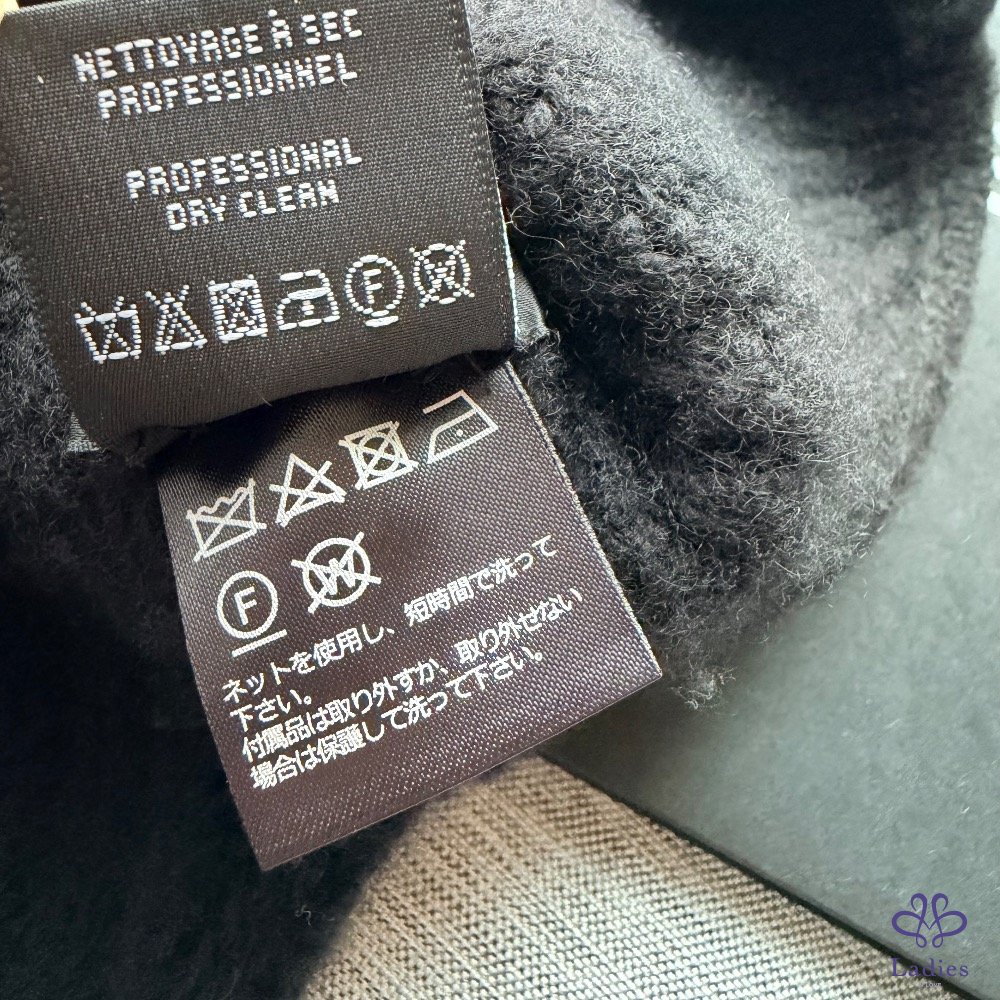 NETTOYAGE À SEC
PROFESSIONNEL
PROFESSIONAL
DRY CLEAN
F W
F W
ネットを使用し、短時間で洗って
下さい。
付属品は取り外すか、取り外せない
場合は保護して洗って下さい。
Ladies